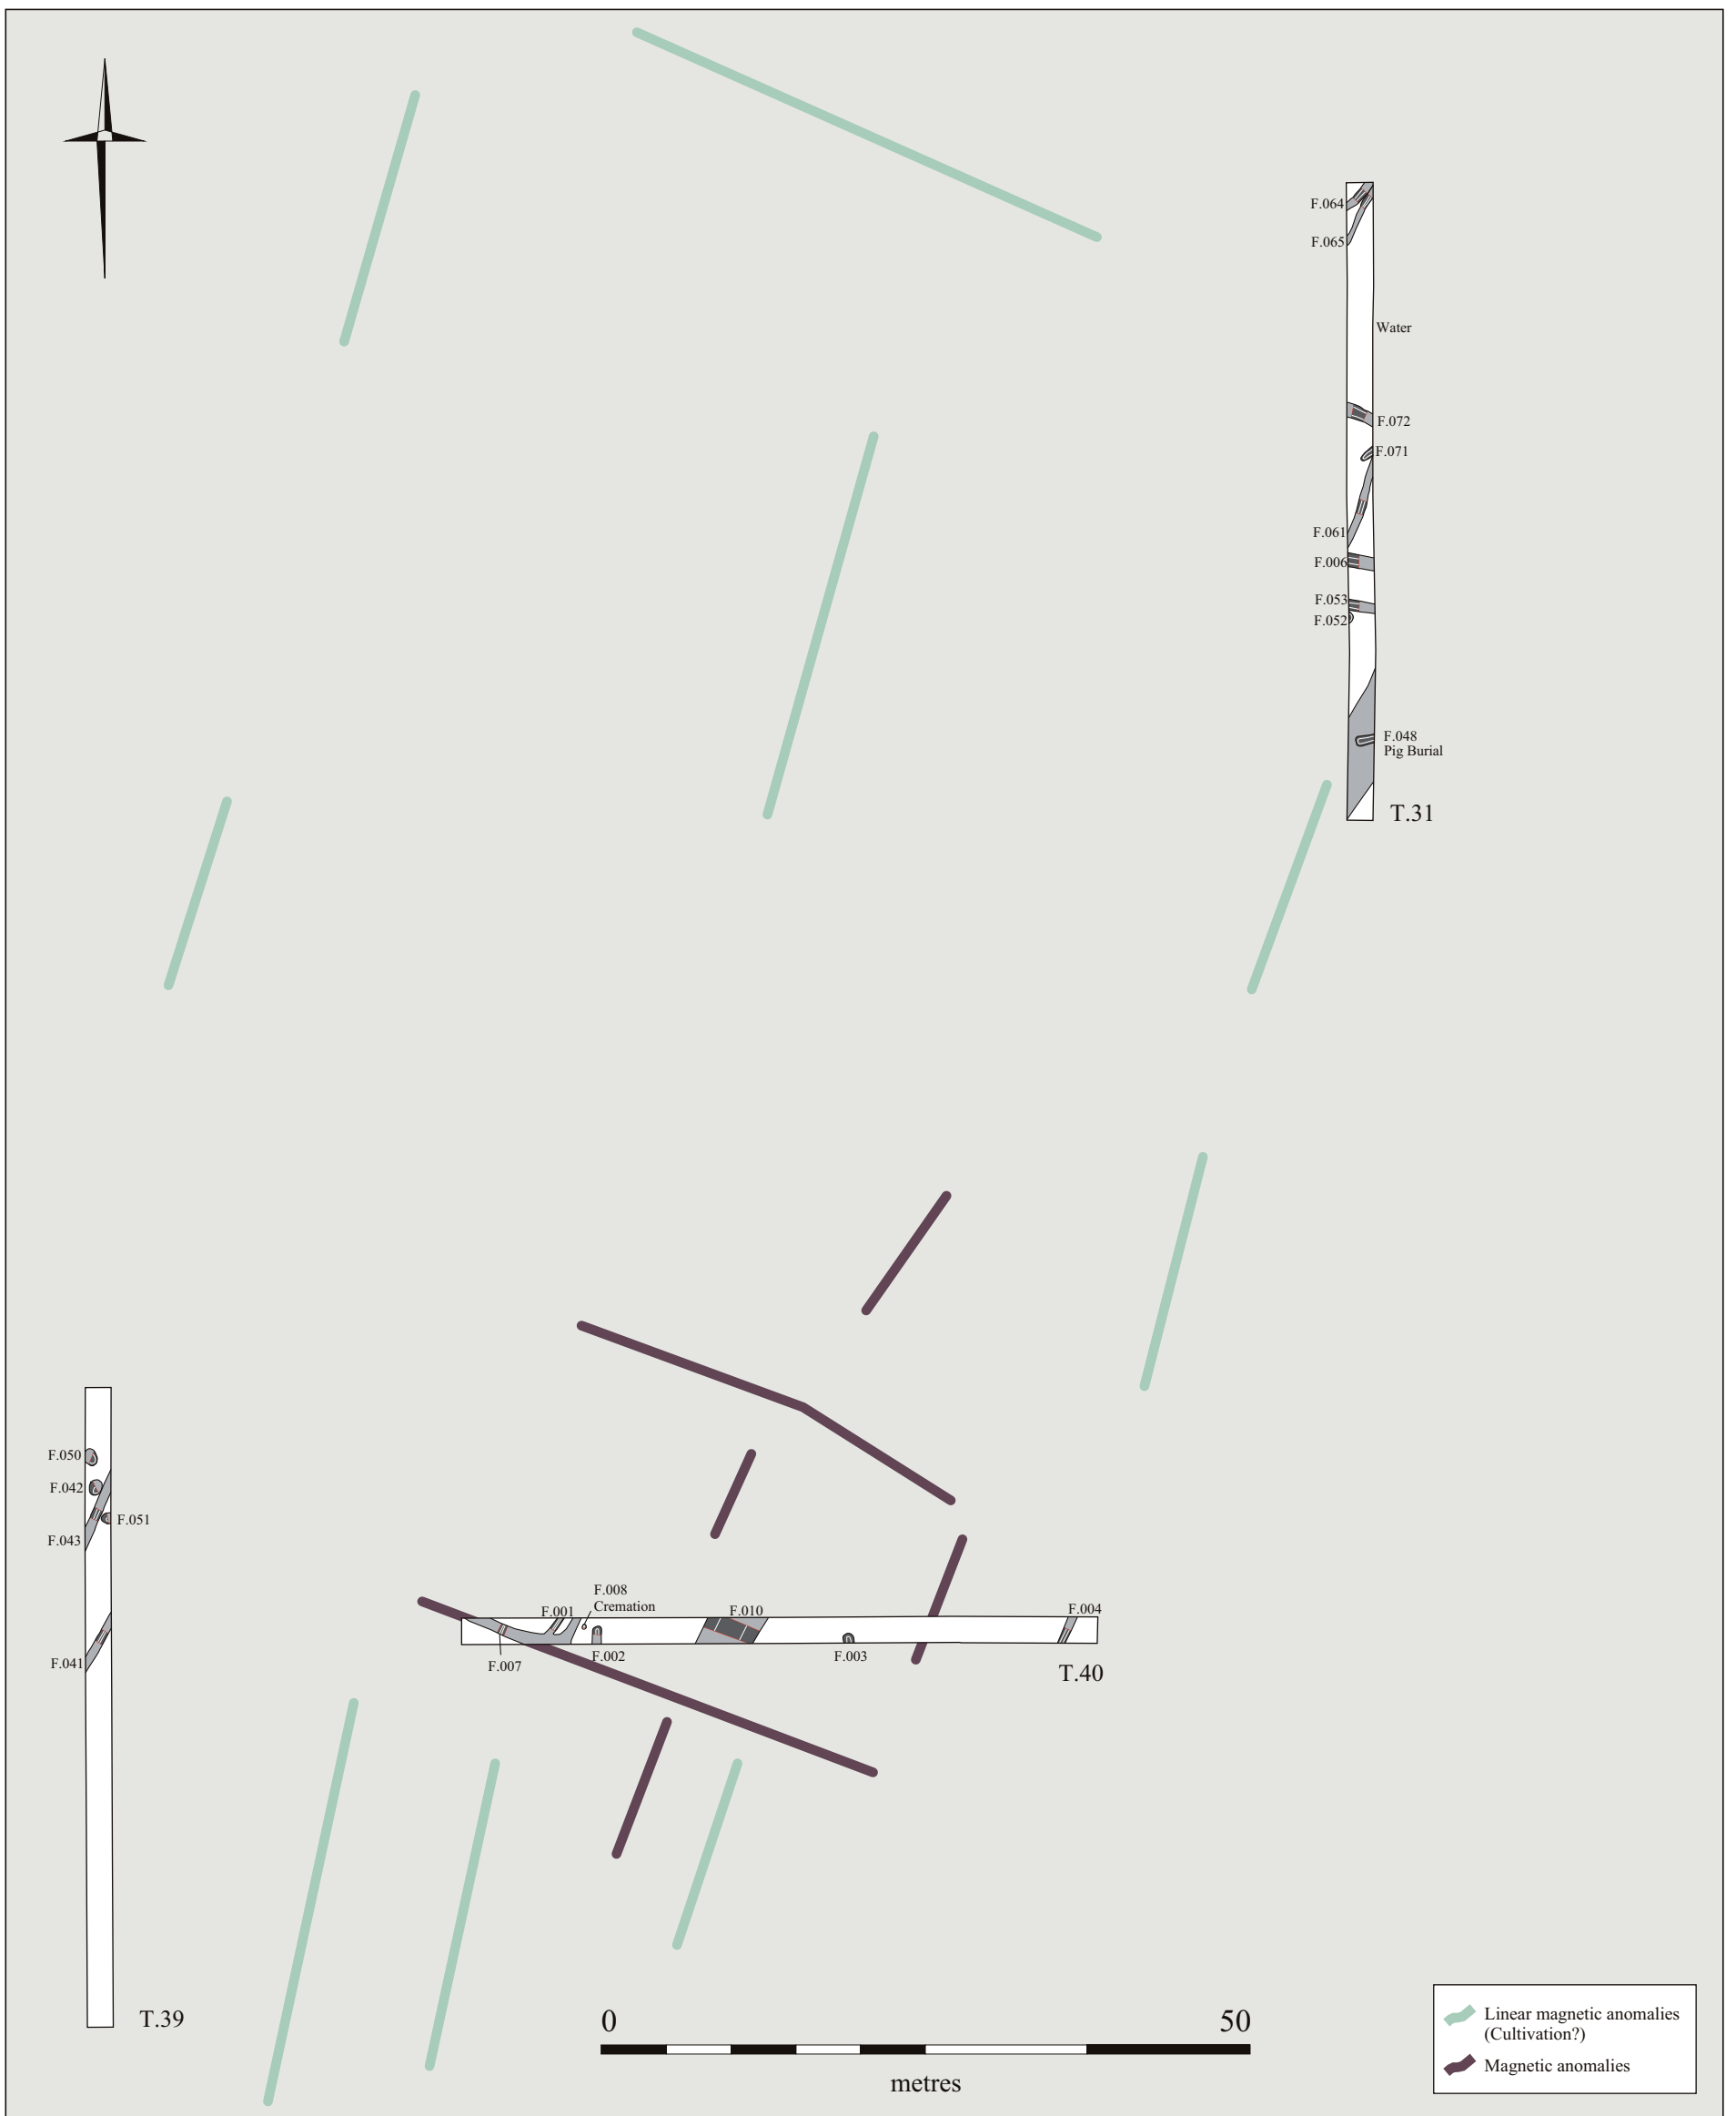 F.064
F.065
Water
F.072
F.071
F.061
F.006
F.053
F.052
F.048
Pig Burial
T.31
F.050
F.042
F.051
F.043
F.041
T.39
F.008
Cremation
F.001
F.010
F.004
F.007
F.002
F.003
T.40
0 50
metres
Linear magnetic anomalies
(Cultivation?)
Magnetic anomalies